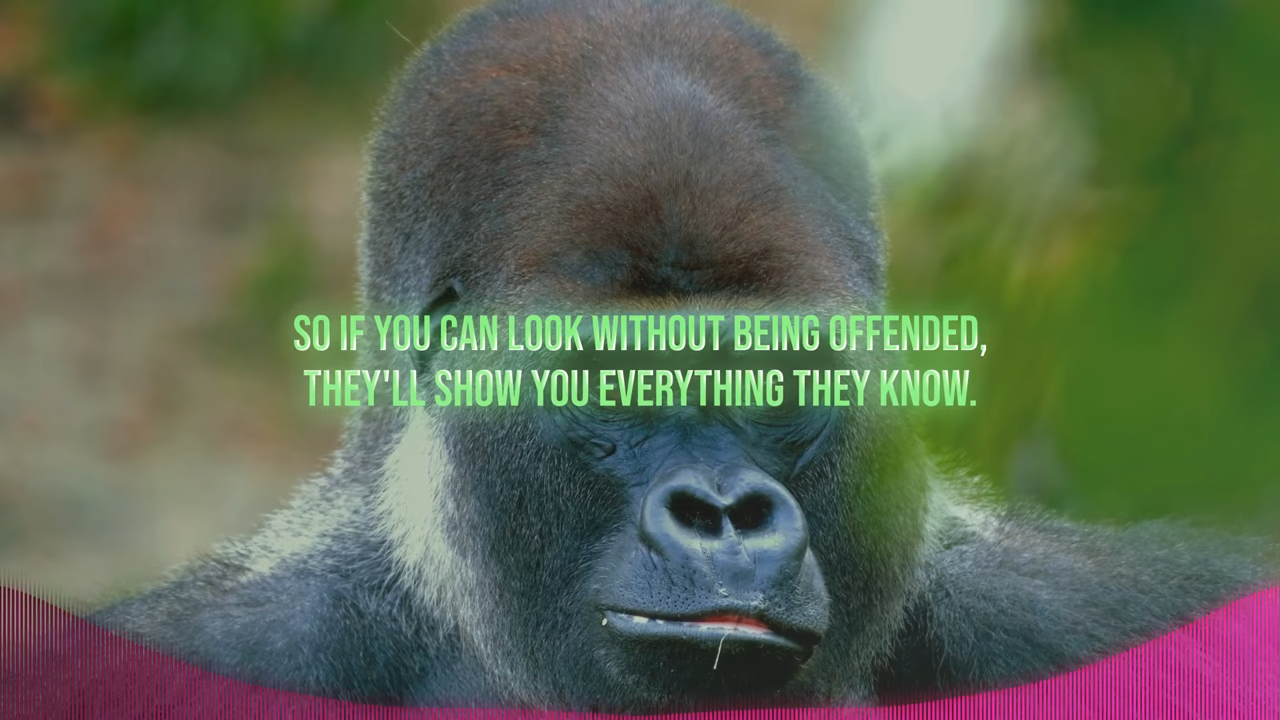 SO IF YOU CAN LOOK WITHOUT BEING OFFENDED,
THEY'LL SHOW YOU EVERYTHING THEY KNOW.